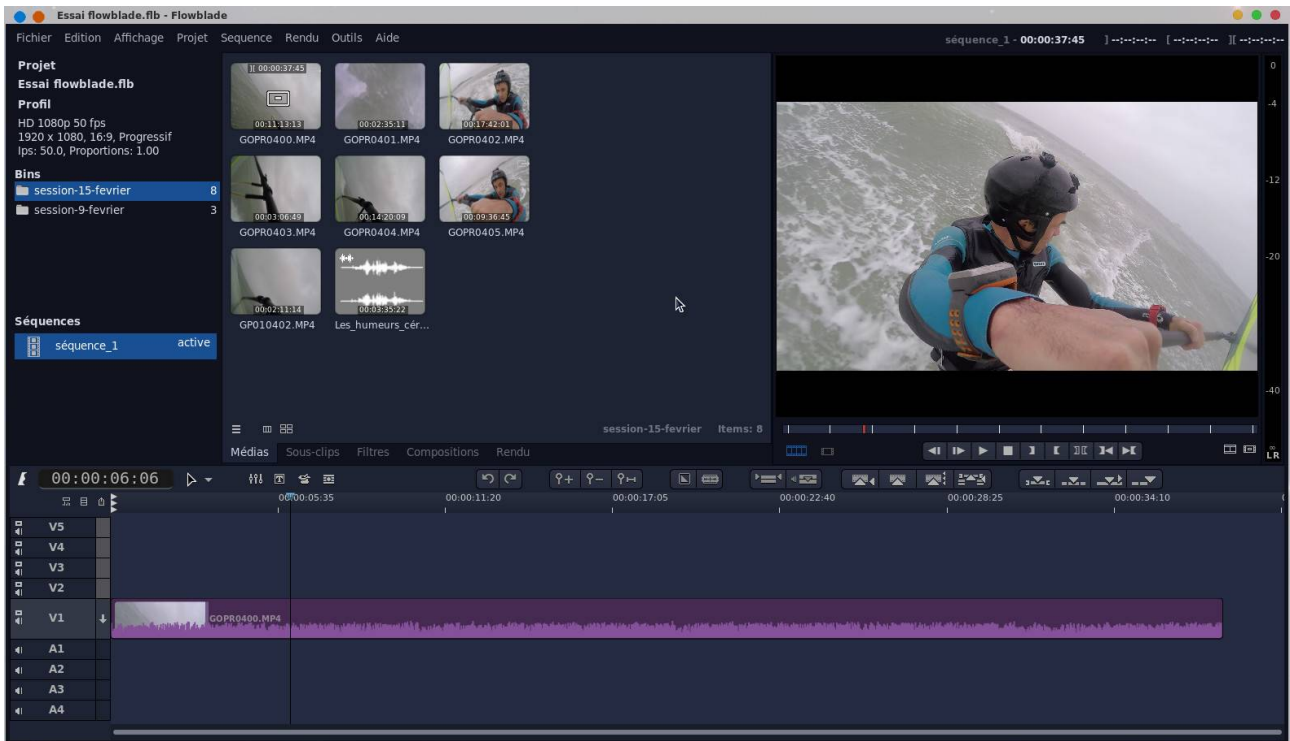 Essai flowblade.flb - Flowblade
Fichier Edition Affichage Projet Sequence Rendu Outils Aide
séquence_1 - 00:00:37:45 ] --:--:--:-- [ --:--:--:-- ][ --:--:--:--
Projet
Essai flowblade.flb
Profil
HD 1080p 50 fps
1920 x 1080, 16:9, Progressif
Ips: 50.0, Proportions: 1.00
Bins
session-15-fevrier 8
session-9-fevrier 3
Séquences
séquence_1 active
][ 00:00:37:45
00:11:13:13 00:02:35:11 00:17:42:01
GOPR0400.MP4 GOPR0401.MP4 GOPR0402.MP4
00:03:06:49 00:14:20:09 00:09:36:45
GOPR0403.MP4 GOPR0404.MP4 GOPR0405.MP4
00:02:11:14 00:03:35:22
GP010402.MP4 Les_humeurs_cér...
session-15-fevrier Items: 8
Médias Sous-clips Filtres Compositions Rendu
0
-4
-12
-20
-40
∞
LR
00:00:06:06
00:00:05:35 00:00:11:20 00:00:17:05 00:00:22:40 00:00:28:25 00:00:34:10
V5
V4
V3
V2
V1 GOPR0400.MP4
A1
A2
A3
A4